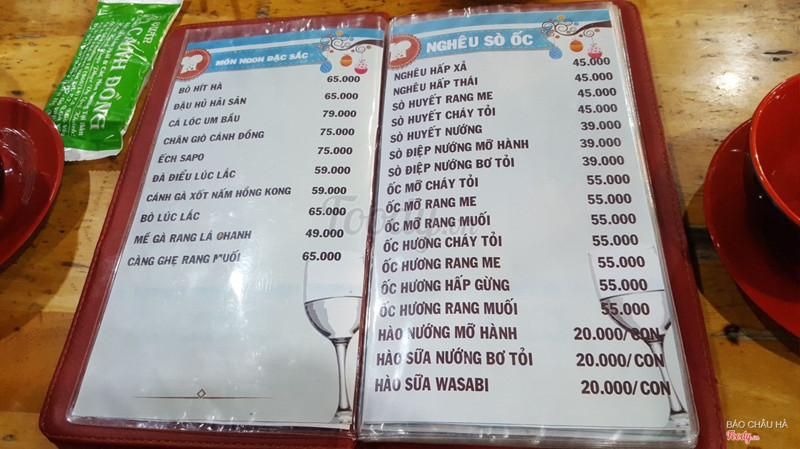 MÓN NGON ĐẶC SẮC
BÒ HÍT HÀ 65.000
ĐẬU HỦ HẢI SẢN 65.000
CÁ LÓC UM BẦU 79.000
CHÂN GIÒ CÁNH ĐỒNG 75.000
ẾCH SAPO 75.000
ĐÀ ĐIỂU LÚC LẮC 59.000
CÁNH GÀ XỐT NẤM HỒNG KONG 59.000
BÒ LÚC LẮC 65.000
MỀ GÀ RANG LÁ CHANH 49.000
CÀNG GHẸ RANG MUỐI 65.000
NGHÊU SÒ ỐC
NGHÊU HẤP XẢ 45.000
NGHÊU HẤP THÁI 45.000
SÒ HUYẾT RANG ME 45.000
SÒ HUYẾT CHÁY TỎI 45.000
SÒ HUYẾT NƯỚNG 39.000
SÒ ĐIỆP NƯỚNG MỠ HÀNH 39.000
SÒ ĐIỆP NƯỚNG BƠ TỎI 39.000
ỐC MỠ CHÁY TỎI 55.000
ỐC MỠ RANG ME 55.000
ỐC MỠ RANG MUỐI 55.000
ỐC HƯƠNG CHÁY TỎI 55.000
ỐC HƯƠNG RANG ME 55.000
ỐC HƯƠNG HẤP GỪNG 55.000
ỐC HƯƠNG RANG MUỐI 55.000
HÀO NƯỚNG MỠ HÀNH 20.000/CON
HÀO SỮA NƯỚNG BƠ TỎI 20.000/CON
HÀO SỮA WASABI 20.000/CON
CÁNH ĐỒNG
Foody.vn
BẢO CHÂU HÀ
Foody.vn